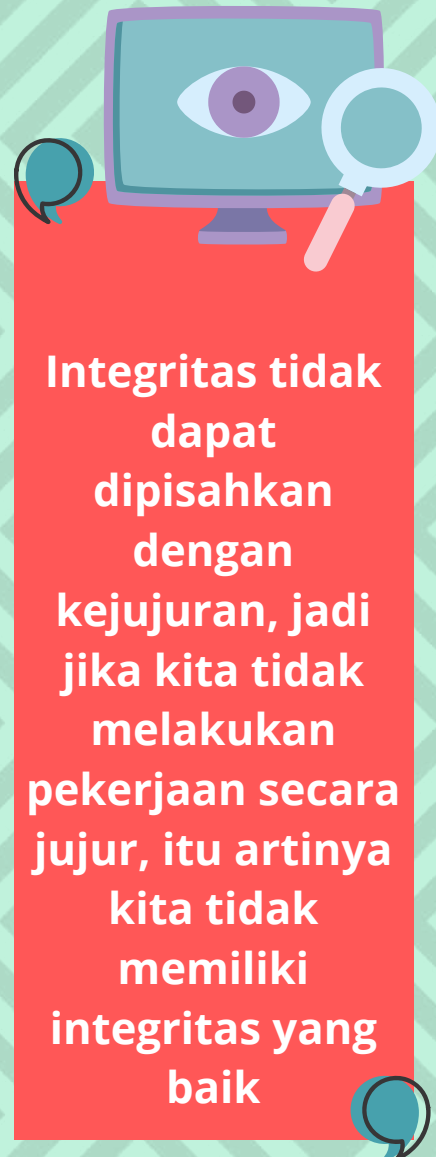 Integritas tidak
dapat
dipisahkan
dengan
kejujuran, jadi
jika kita tidak
melakukan
pekerjaan secara
jujur, itu artinya
kita tidak
memiliki
integritas yang
baik